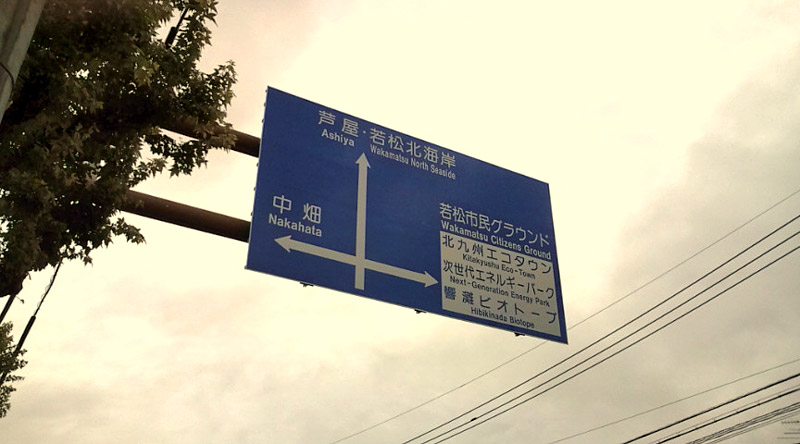 芦屋・若松北海岸
Ashiya Wakamatsu North Seaside
中畑
Nakahata
若松市民グラウンド
Wakamatsu Citizens Ground
北九州エコタウン
Kitakyushu Eco-Town
次世代エネルギーパーク
Next-Generation Energy Park
響灘ビオトープ
Hibikinada Biotope